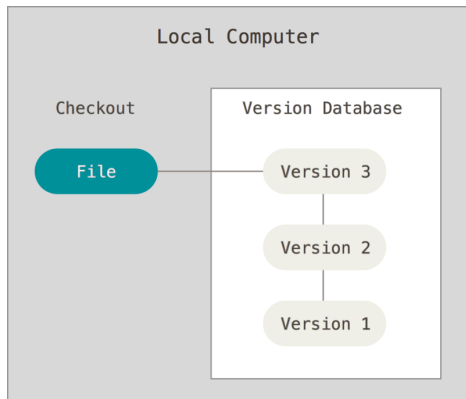 Local Computer
Checkout
Version Database
File
Version 3
Version 2
Version 1